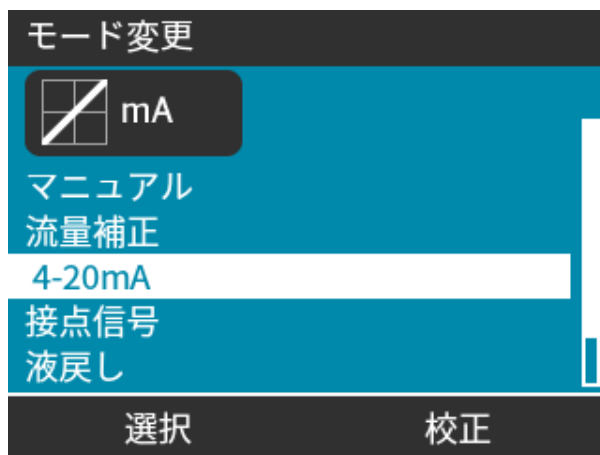 モード変更
mA
マニュアル
流量補正
4-20mA
接点信号
液戻し
選択 校正